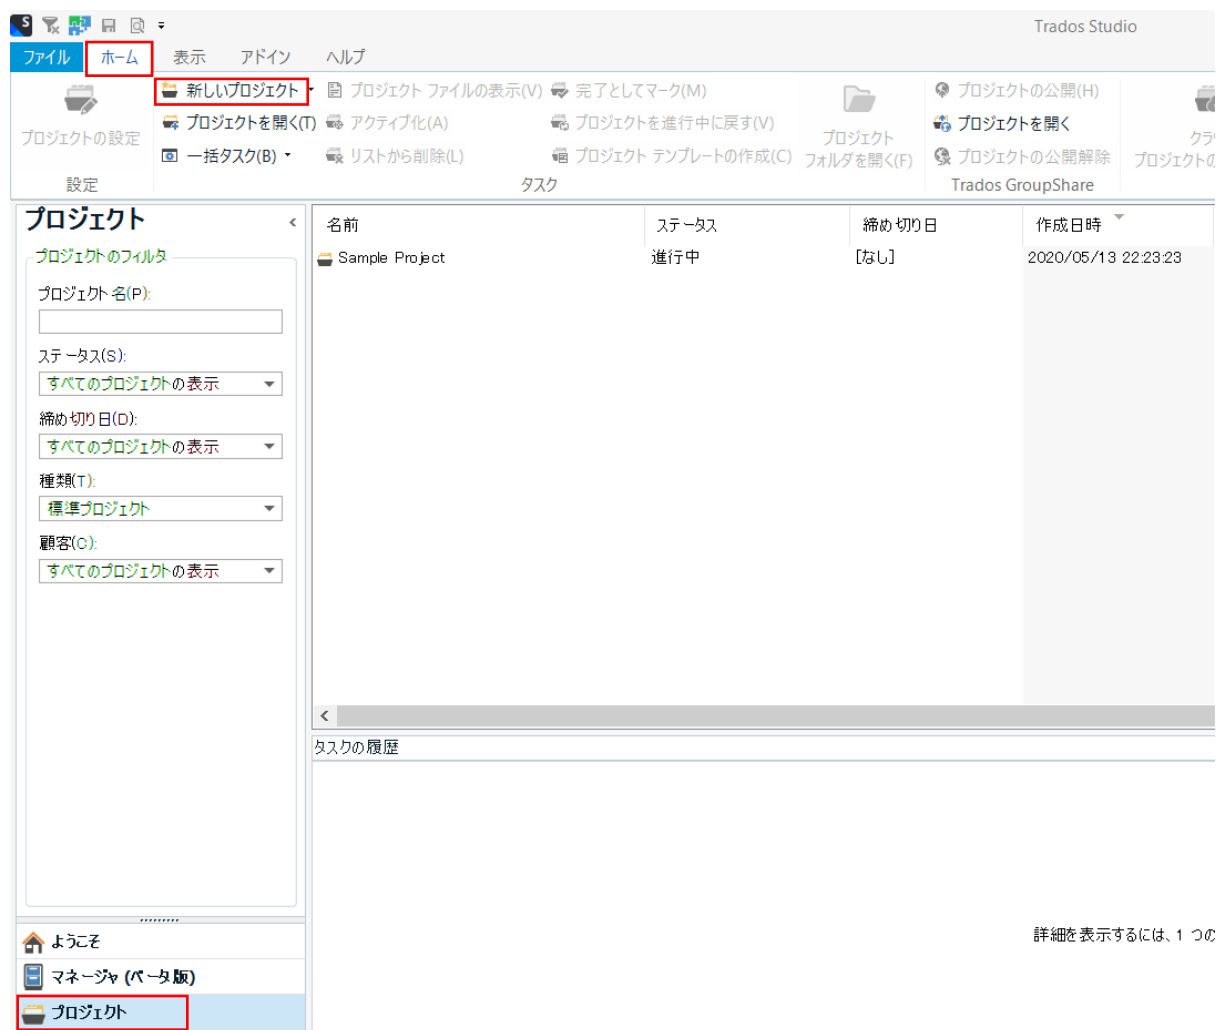 Trados Studio
ファイル ホーム 表示 アドイン ヘルプ
新しいプロジェクト プロジェクト ファイルの表示(V) 完了としてマーク(M) プロジェクトの公開(H)
プロジェクトを開く(T) アクティブ化(A) プロジェクトを進行中に戻す(V) プロジェクトを開く
プロジェクトの設定 プロジェクト フォルダを開く(F) クラ
一括タスク(B) リストから削除(L) プロジェクト テンプレートの作成(C) プロジェクトの公開解除 プロジェクトの
設定 タスク Trados GroupShare
プロジェクト
名前 ステータス 締め切り日 作成日時
プロジェクトのフィルタ
Sample Project 進行中 [なし] 2020/05/13 22:23:23
プロジェクト名(P):
ステータス(S):
すべてのプロジェクトの表示
締め切り日(D):
すべてのプロジェクトの表示
種類(T):
標準プロジェクト
顧客(C):
すべてのプロジェクトの表示
タスクの履歴
詳細を表示するには、1 つの
ようこそ
マネージャ (ベータ版)
プロジェクト